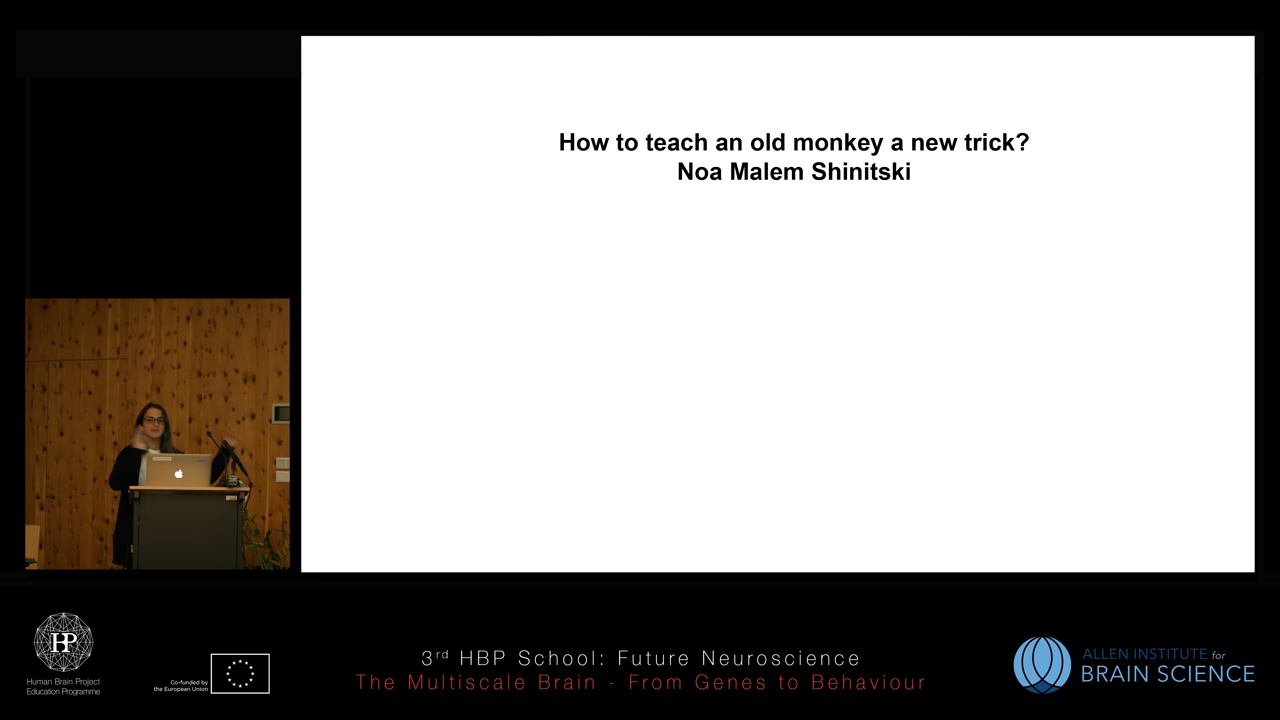 How to teach an old monkey a new trick?
Noa Malem Shinitski
HP
Human Brain Project
Education Programme
Co-funded by
the European Union
3rd HBP School: Future Neuroscience
The Multiscale Brain - From Genes to Behaviour
ALLEN INSTITUTE for
BRAIN SCIENCE